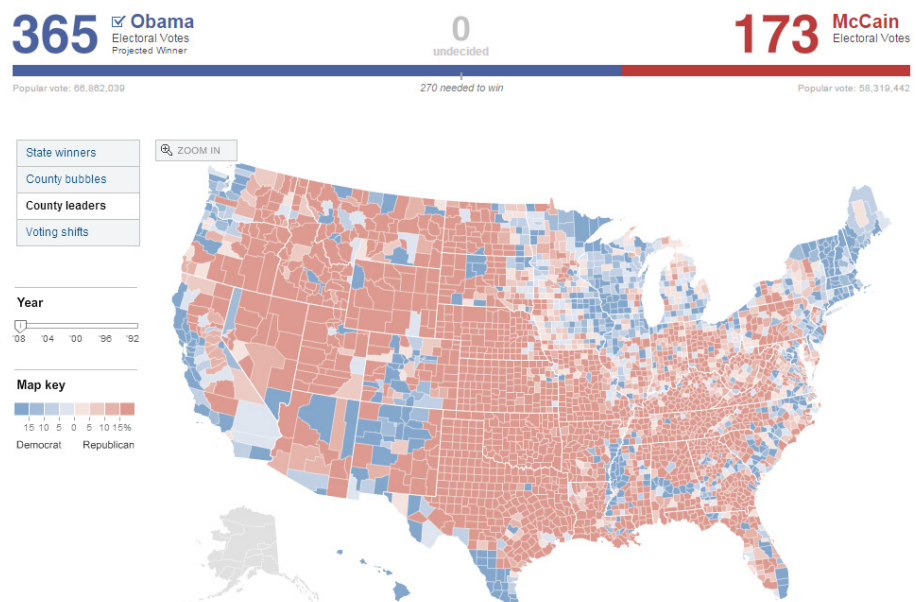 365
Obama
Electoral Votes
Projected Winner
0
undecided
173
McCain
Electoral Votes
Popular vote: 66,862,039
270 needed to win
Popular vote: 58,319,442
State winners
County bubbles
County leaders
Voting shifts
ZOOM IN
Year
'08 '04 '00 '96 '92
Map key
15 10 5 0 5 10 15%
Democrat Republican